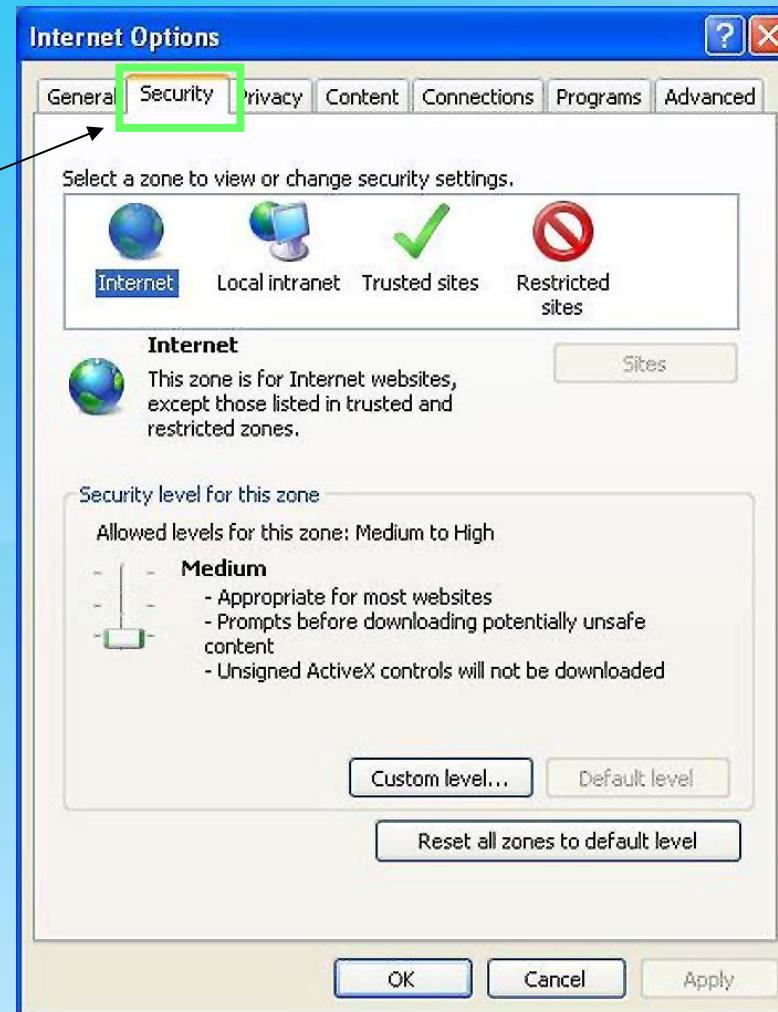 Internet Options
?
General Security Privacy Content Connections Programs Advanced
Select a zone to view or change security settings.
Internet Local intranet Trusted sites Restricted
sites
Internet
Sites
This zone is for Internet websites,
except those listed in trusted and
restricted zones.
Security level for this zone
Allowed levels for this zone: Medium to High
Medium
- Appropriate for most websites
- Prompts before downloading potentially unsafe
content
- Unsigned ActiveX controls will not be downloaded
Custom level... Default level
Reset all zones to default level
OK Cancel Apply